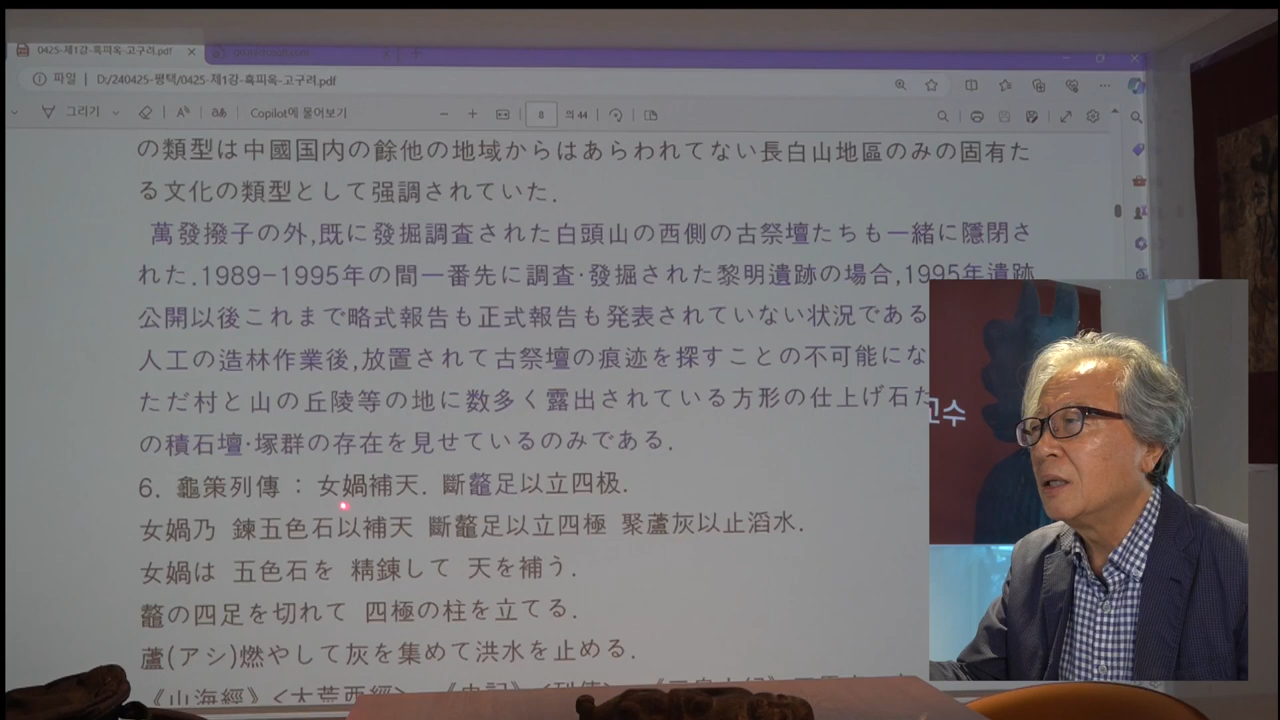 0425-제1강-흑피옥-고구려.pdf
파일 | D:/240425-평택/0425-제1강-흑피옥-고구려.pdf
그리기 Copilot에 물어보기 8 의 44
の類型は中國国内の餘他の地域からはあらわれてない長白山地區のみの固有た
る文化の類型として强調されていた.
萬發撥子の外,既に發掘調査された白頭山の西側の古祭壇たちも一緒に隱閉さ
れた.1989-1995年の間一番先に調査·發掘された黎明遺跡の場合,1995年遺跡
公開以後これまで略式報告も正式報告も発表されていない状況である
人工の造林作業後,放置されて古祭壇の痕迹を探すことの不可能にな
ただ村と山の丘陵等の地に数多く露出されている方形の仕上げ石た
の積石壇·塚群の存在を見せているのみである.
교수
6. 龜策列傳 : 女媧補天. 斷鼇足以立四极.
女媧乃 鍊五色石以補天 斷鼇足以立四極 聚蘆灰以止滔水.
女媧は 五色石を 精錬して 天を補う.
鼇の四足を切れて 四極の柱を立てる.
蘆(アシ)燃やして灰を集めて洪水を止める.
《山海經》<大荒西經>